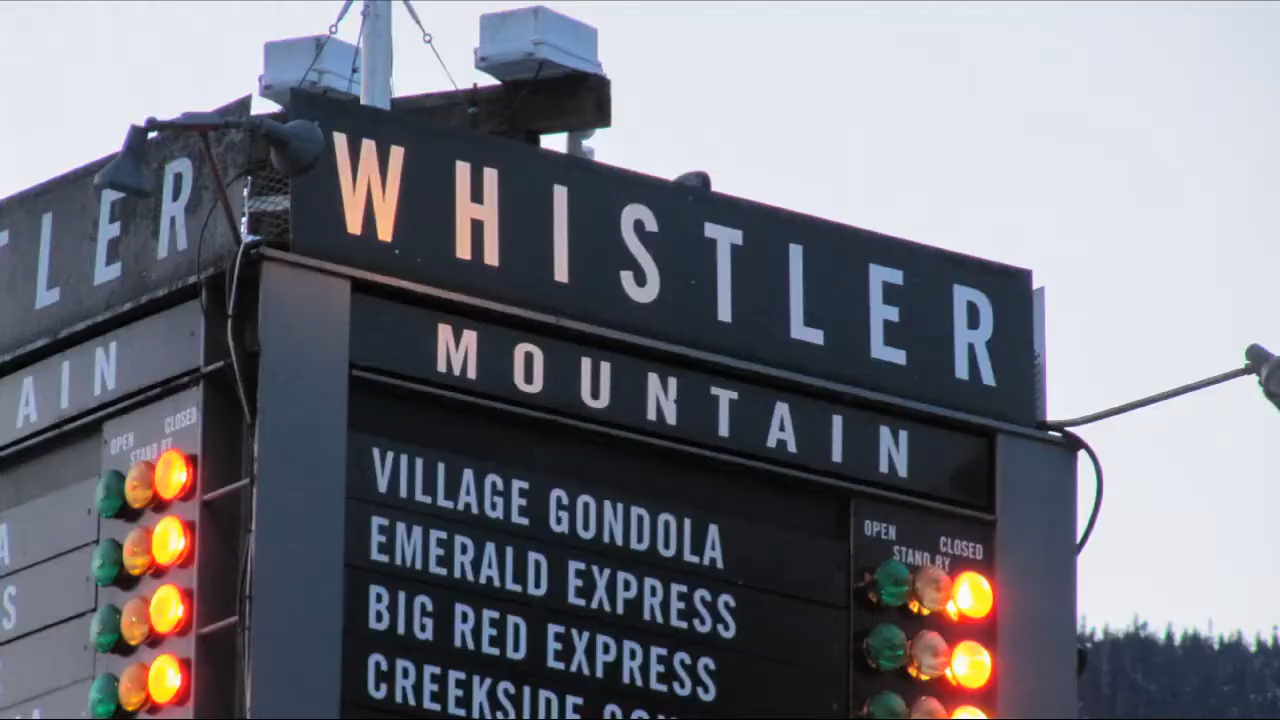 WHISTLER
MOUNTAIN
OPEN
STAND BY
CLOSED
VILLAGE GONDOLA
EMERALD EXPRESS
BIG RED EXPRESS
CREEKSIDE
TLER
AIN
OPEN
STAND BY
CLOSED
A
S